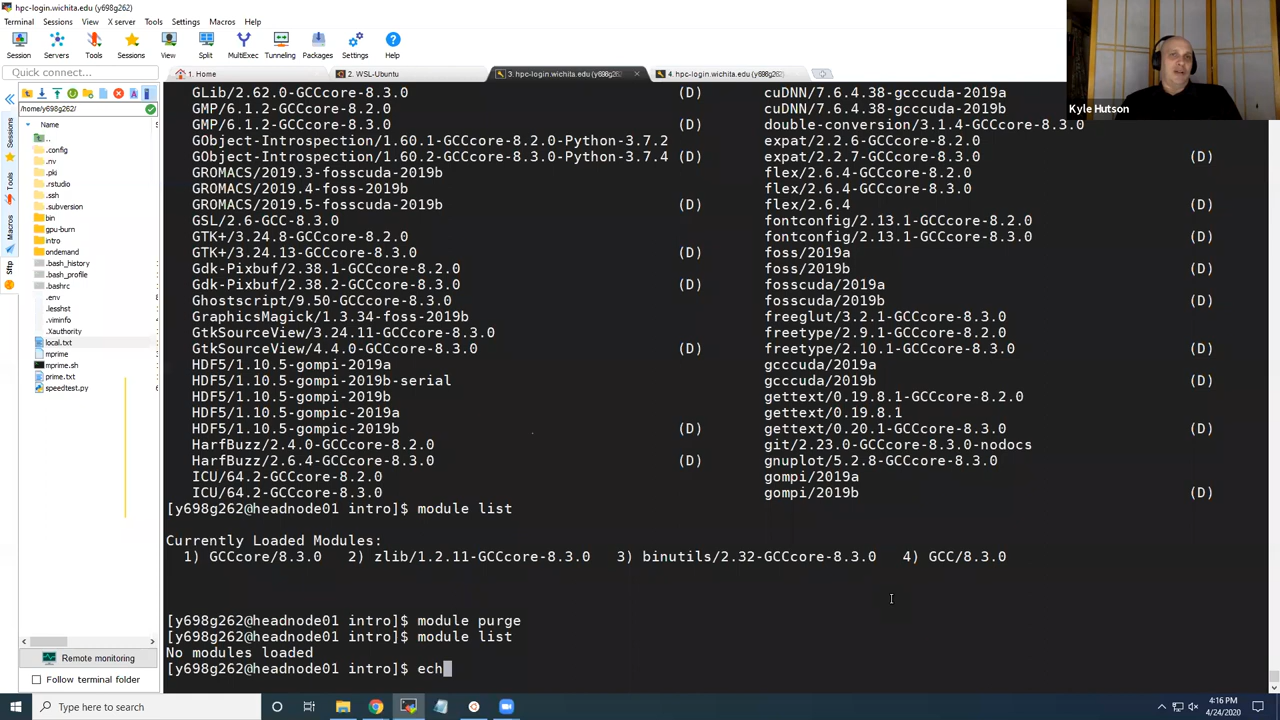 hpc-login.wichita.edu (y698g262)
Terminal Sessions View X server Tools Settings Macros Help
Session Servers Tools Sessions View Split MultiExec Tunneling Packages Settings Help
Quick connect...
1. Home
2. WSL-Ubuntu
3. hpc-login.wichita.edu (y698g262)
4. hpc-login.wichita.edu (y698g262)
Kyle Hutson
Sessions
Tools
Macros
Sftp
/home/y698g262/
Name
..
.config
.nv
.pki
.rstudio
.ssh
.subversion
bin
gpu-burn
intro
ondemand
.bash_history
.bash_profile
.bashrc
.env
.lesshst
.viminfo
.Xauthority
local.txt
mprime
mprime.sh
prime.txt
speedtest.py
Remote monitoring
Follow terminal folder
GLib/2.62.0-GCCcore-8.3.0 (D) cuDNN/7.6.4.38-gcccuda-2019a
GMP/6.1.2-GCCcore-8.2.0 cuDNN/7.6.4.38-gcccuda-2019b (D)
GMP/6.1.2-GCCcore-8.3.0 (D) double-conversion/3.1.4-GCCcore-8.3.0
GObject-Introspection/1.60.1-GCCcore-8.2.0-Python-3.7.2 expat/2.2.6-GCCcore-8.2.0
GObject-Introspection/1.60.2-GCCcore-8.3.0-Python-3.7.4 (D) expat/2.2.7-GCCcore-8.3.0 (D)
GROMACS/2019.3-fosscuda-2019b flex/2.6.4-GCCcore-8.2.0
GROMACS/2019.4-foss-2019b flex/2.6.4-GCCcore-8.3.0
GROMACS/2019.5-fosscuda-2019b (D) flex/2.6.4 (D)
GSL/2.6-GCC-8.3.0 fontconfig/2.13.1-GCCcore-8.2.0
GTK+/3.24.8-GCCcore-8.2.0 fontconfig/2.13.1-GCCcore-8.3.0 (D)
GTK+/3.24.13-GCCcore-8.3.0 (D) foss/2019a
Gdk-Pixbuf/2.38.1-GCCcore-8.2.0 foss/2019b (D)
Gdk-Pixbuf/2.38.2-GCCcore-8.3.0 (D) fosscuda/2019a
Ghostscript/9.50-GCCcore-8.3.0 fosscuda/2019b (D)
GraphicsMagick/1.3.34-foss-2019b freeglut/3.2.1-GCCcore-8.3.0
GtkSourceView/3.24.11-GCCcore-8.3.0 freetype/2.9.1-GCCcore-8.2.0
GtkSourceView/4.4.0-GCCcore-8.3.0 (D) freetype/2.10.1-GCCcore-8.3.0 (D)
HDF5/1.10.5-gompi-2019a gcccuda/2019a
HDF5/1.10.5-gompi-2019b-serial gcccuda/2019b (D)
HDF5/1.10.5-gompi-2019b gettext/0.19.8.1-GCCcore-8.2.0
HDF5/1.10.5-gompic-2019a gettext/0.19.8.1
HDF5/1.10.5-gompic-2019b (D) gettext/0.20.1-GCCcore-8.3.0 (D)
HarfBuzz/2.4.0-GCCcore-8.2.0 git/2.23.0-GCCcore-8.3.0-nodocs
HarfBuzz/2.6.4-GCCcore-8.3.0 (D) gnuplot/5.2.8-GCCcore-8.3.0
ICU/64.2-GCCcore-8.2.0 gompi/2019a
ICU/64.2-GCCcore-8.3.0 gompi/2019b (D)
[y698g262@headnode01 intro]$ module list
Currently Loaded Modules:
1) GCCcore/8.3.0 2) zlib/1.2.11-GCCcore-8.3.0 3) binutils/2.32-GCCcore-8.3.0 4) GCC/8.3.0
[y698g262@headnode01 intro]$ module purge
[y698g262@headnode01 intro]$ module list
No modules loaded
[y698g262@headnode01 intro]$ ech
Type here to search
4:16 PM
4/24/2020